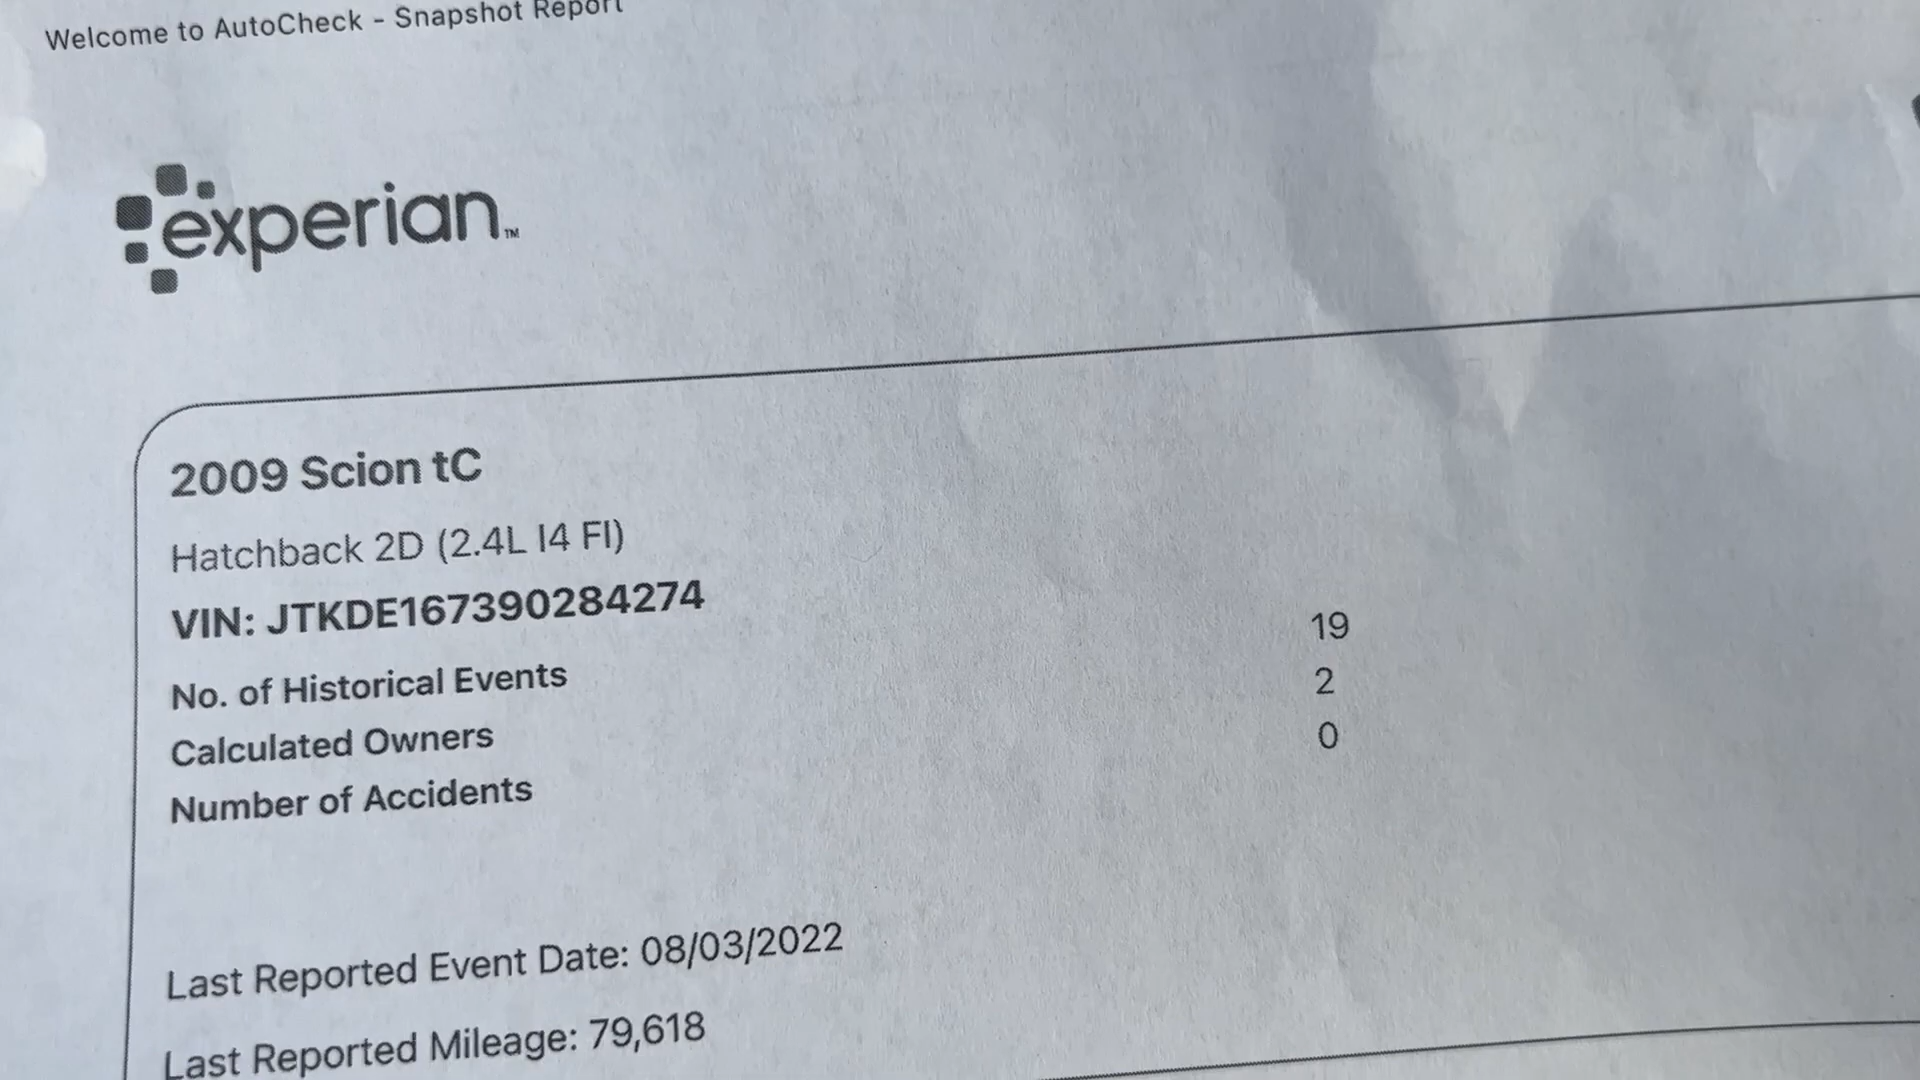 Welcome to AutoCheck - Snapshot Report
experian™
2009 Scion tC
Hatchback 2D (2.4L I4 FI)
VIN: JTKDE167390284274
No. of Historical Events 19
Calculated Owners 2
Number of Accidents 0
Last Reported Event Date: 08/03/2022
Last Reported Mileage: 79,618